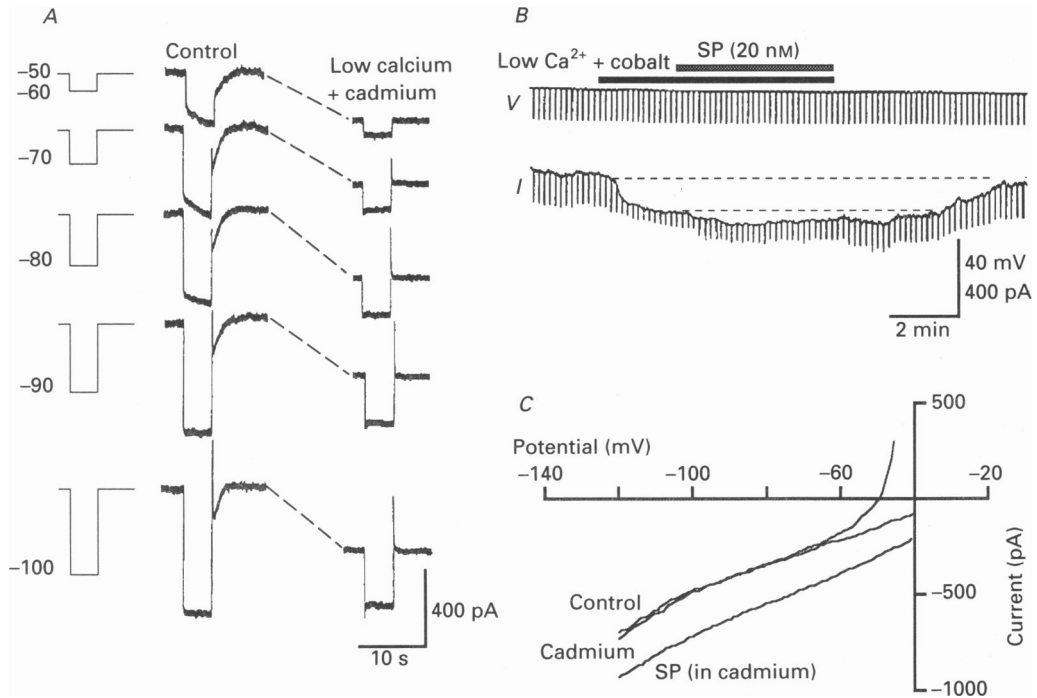 A
Control
Low calcium
+ cadmium
−50
−60
−70
−80
−90
−100
400 pA
10 s
B
SP (20 nM)
Low Ca²⁺ + cobalt
V
I
40 mV
400 pA
2 min
C
Potential (mV)
−140
−100
−60
−20
500
−500
−1000
Current (pA)
Control
Cadmium
SP (in cadmium)